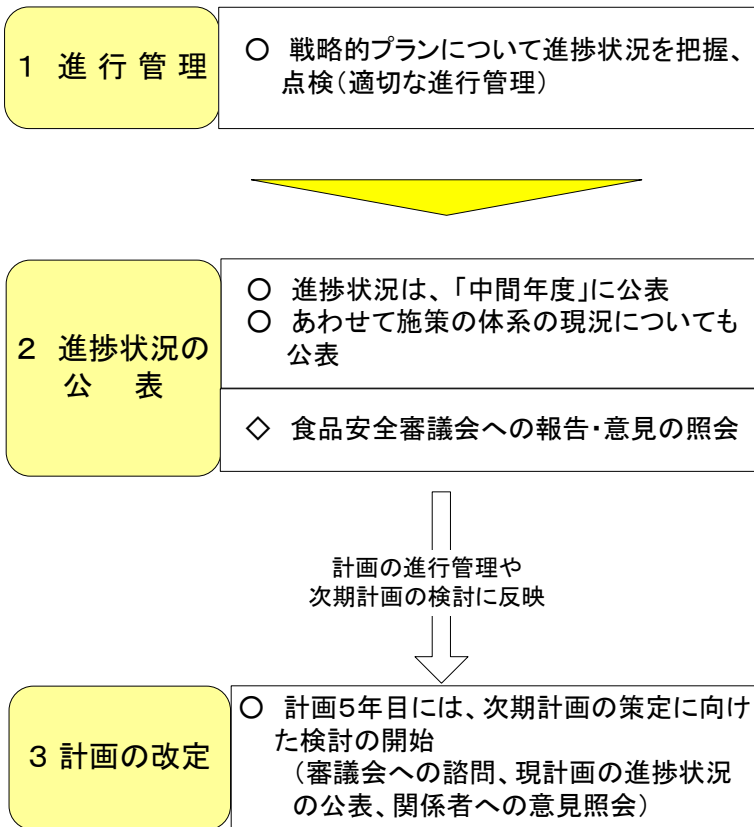 １ 進 行 管 理
○ 戦略的プランについて進捗状況を把握、
点検（適切な進行管理）
２ 進捗状況の
公　表
○ 進捗状況は、「中間年度」に公表
○ あわせて施策の体系の現況についても
公表
◇ 食品安全審議会への報告・意見の照会
計画の進行管理や
次期計画の検討に反映
３ 計画の改定
○ 計画５年目には、次期計画の策定に向け
た検討の開始
（審議会への諮問、現計画の進捗状況
の公表、関係者への意見照会）